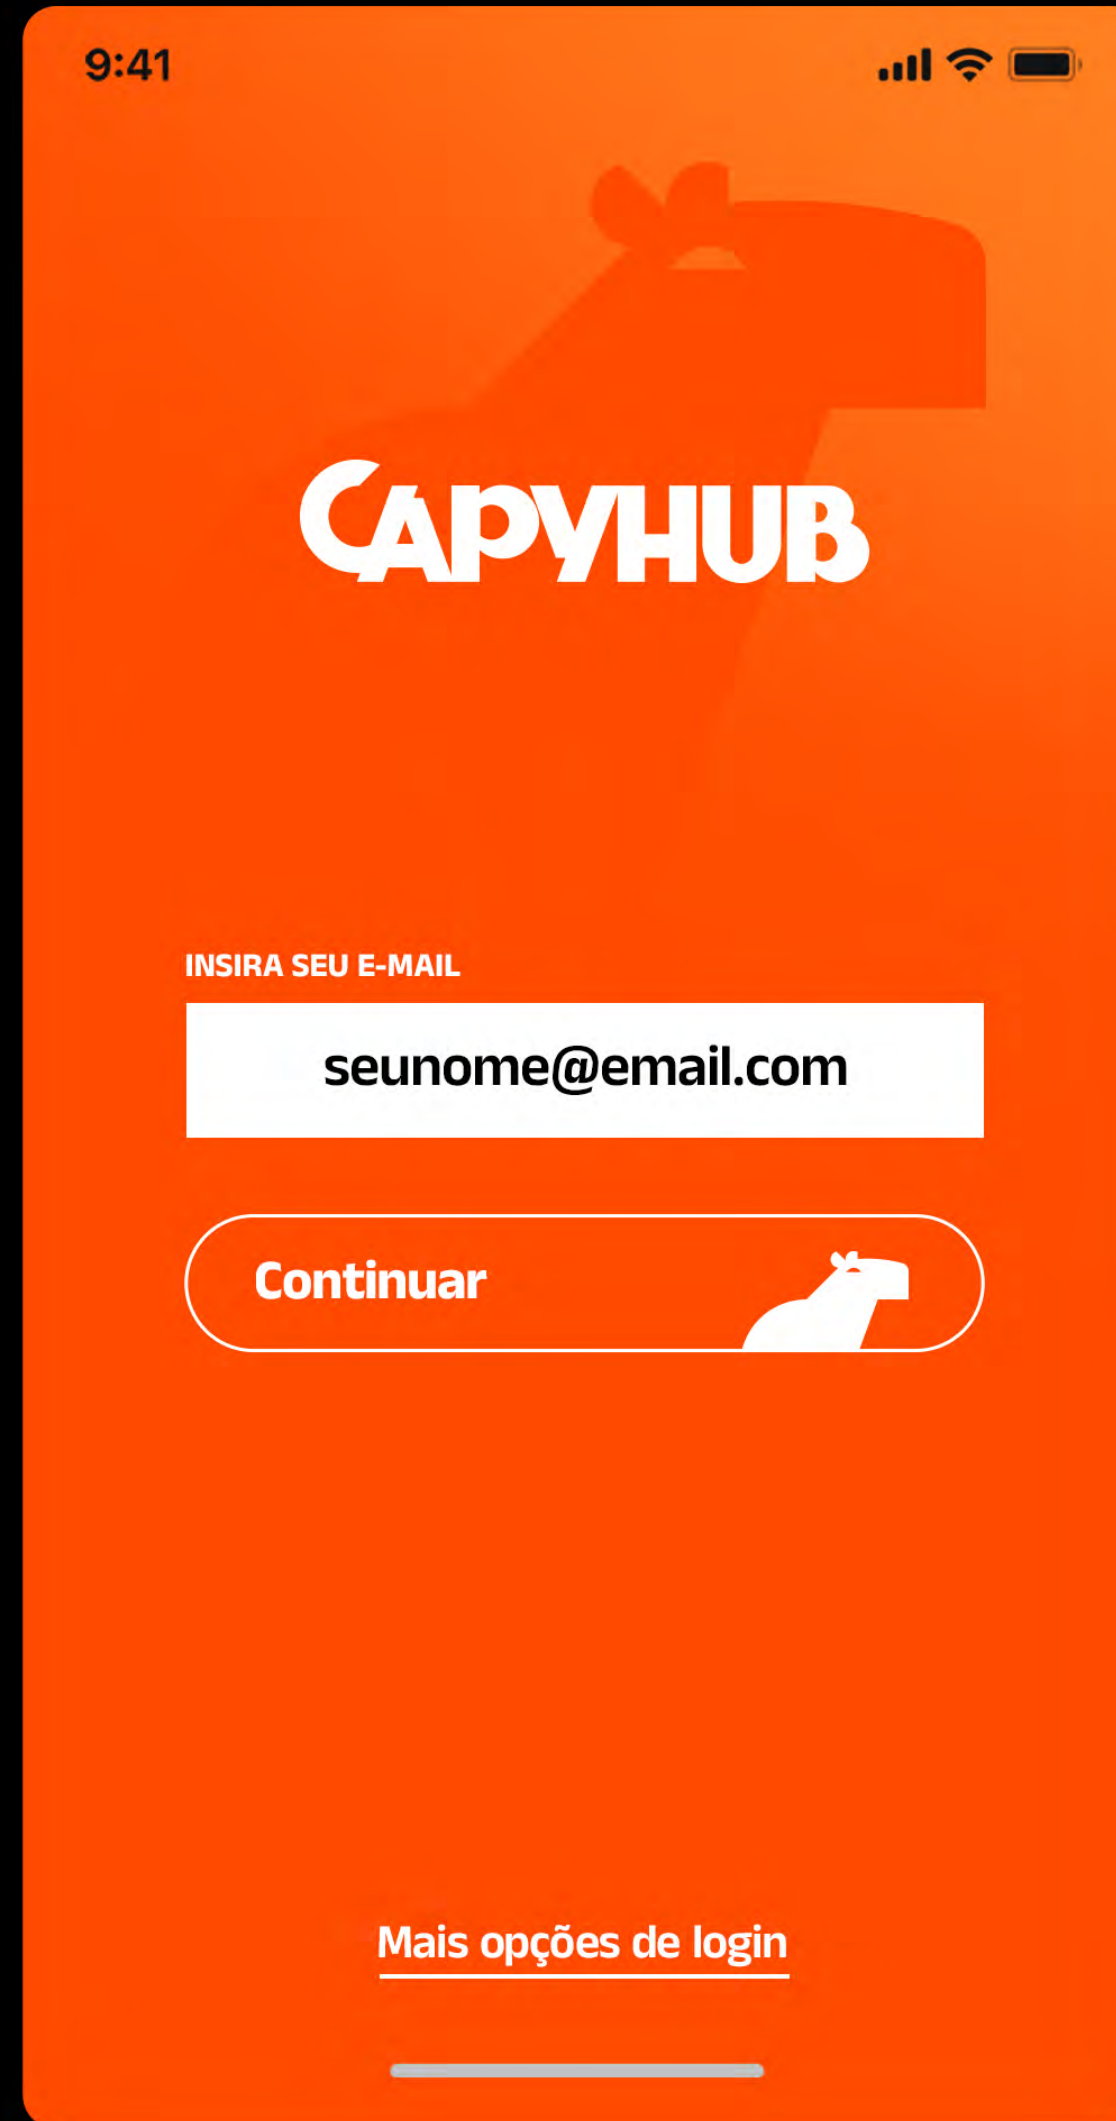 9:41
CAPYHUB
INSIRA SEU E-MAIL
seunome@email.com
Continuar
Mais opções de login